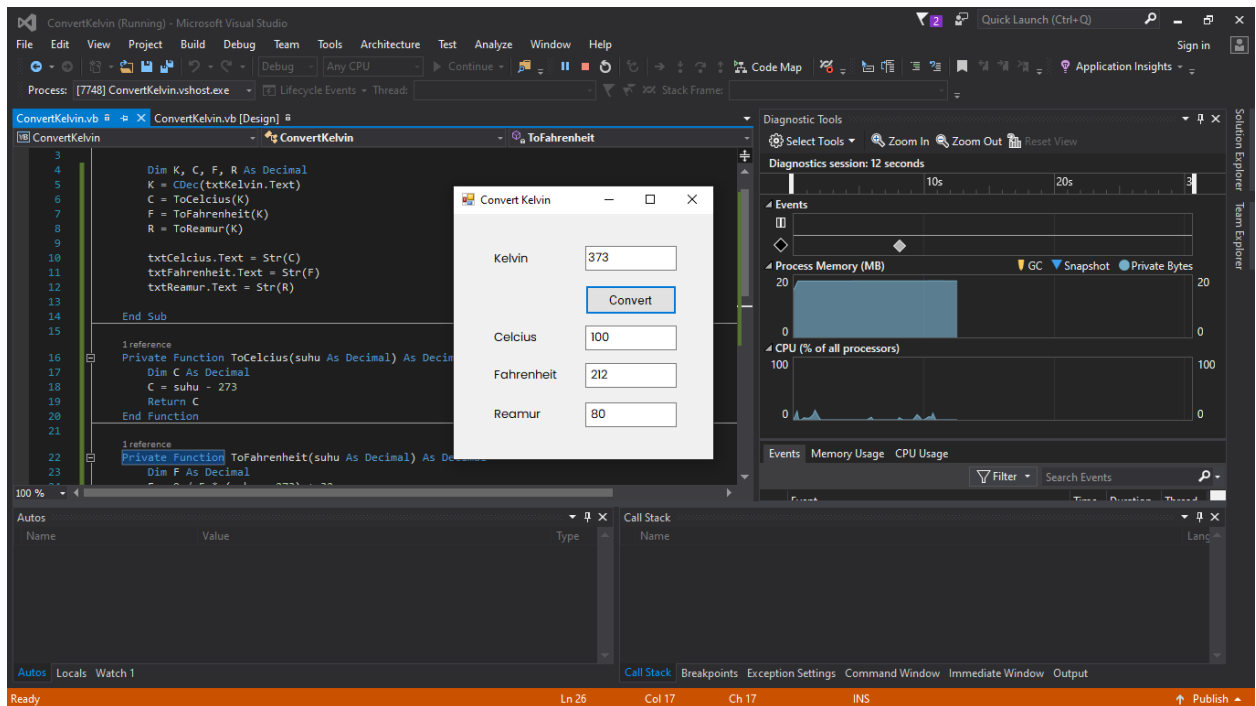 ConvertKelvin (Running) - Microsoft Visual Studio
2
Quick Launch (Ctrl+Q)
File Edit View Project Build Debug Team Tools Architecture Test Analyze Window Help
Sign in
Debug Any CPU Continue Code Map Application Insights
Process: [7748] ConvertKelvin.vshost.exe Lifecycle Events Thread: Stack Frame:
ConvertKelvin.vb ConvertKelvin.vb [Design]
ConvertKelvin ConvertKelvin ToFahrenheit
3
4 Dim K, C, F, R As Decimal
5 K = CDec(txtKelvin.Text)
6 C = ToCelcius(K)
7 F = ToFahrenheit(K)
8 R = ToReamur(K)
9
10 txtCelcius.Text = Str(C)
11 txtFahrenheit.Text = Str(F)
12 txtReamur.Text = Str(R)
13
14 End Sub
15
1 reference
16 Private Function ToCelcius(suhu As Decimal) As Decim
17 Dim C As Decimal
18 C = suhu - 273
19 Return C
20 End Function
21
1 reference
22 Private Function ToFahrenheit(suhu As Decimal) As
23 Dim F As Decimal
100 %
Convert Kelvin
Kelvin 373
Convert
Celcius 100
Fahrenheit 212
Reamur 80
Diagnostic Tools
Select Tools Zoom In Zoom Out Reset View
Diagnostics session: 12 seconds
10s 20s 3
Events
Process Memory (MB) GC Snapshot Private Bytes
20 20
0 0
CPU (% of all processors)
100 100
0 0
Events Memory Usage CPU Usage
Filter Search Events
Solution Explorer
Team Explorer
Autos
Name Value Type
Call Stack
Name Lang
Autos Locals Watch 1
Call Stack Breakpoints Exception Settings Command Window Immediate Window Output
Ready Ln 26 Col 17 Ch 17 INS Publish